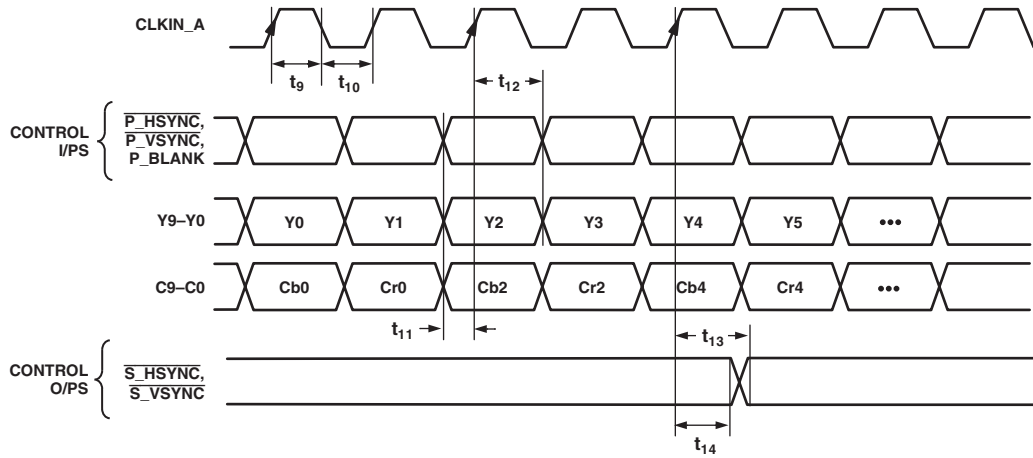 CLKIN_A
t9
t10
t12
CONTROL
I/PS
P_HSYNC,
P_VSYNC,
P_BLANK
Y9–Y0
Y0
Y1
Y2
Y3
Y4
Y5
•••
C9–C0
Cb0
Cr0
Cb2
Cr2
Cb4
Cr4
•••
t11
t13
CONTROL
O/PS
S_HSYNC,
S_VSYNC
t14